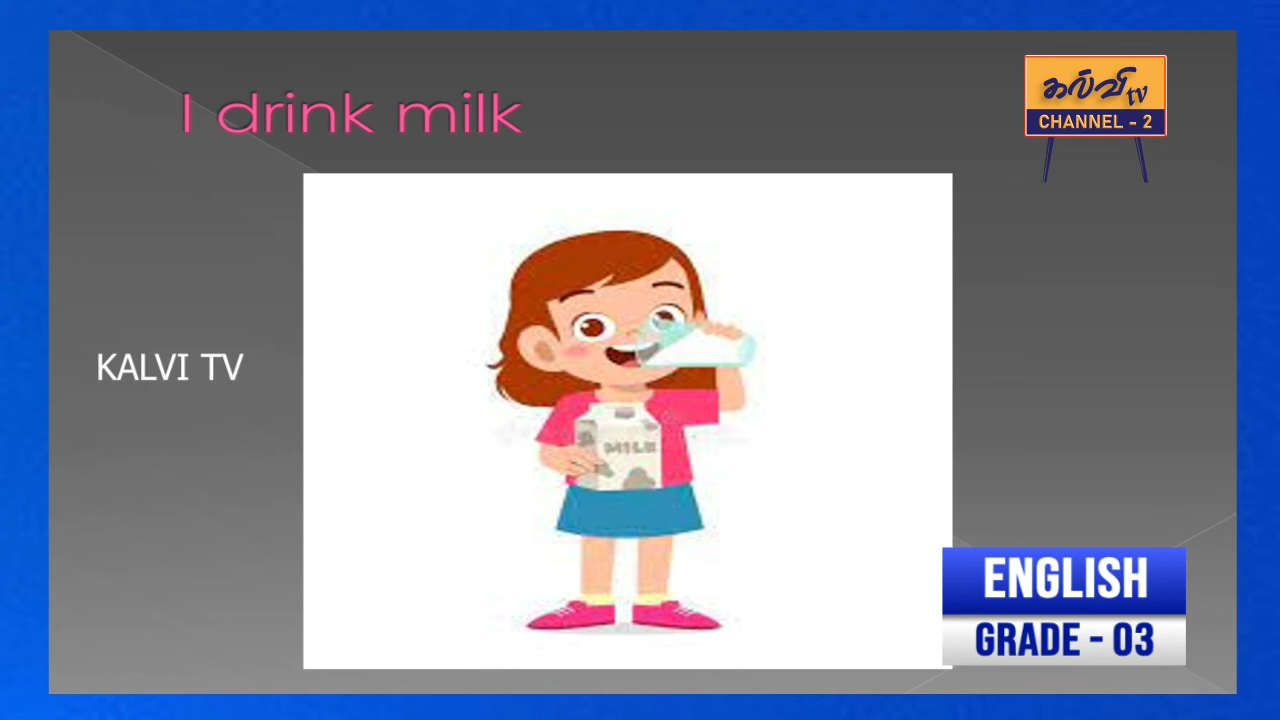 I drink milk
கல்வி tv
CHANNEL - 2
KALVI TV
MILK
ENGLISH
GRADE - 03